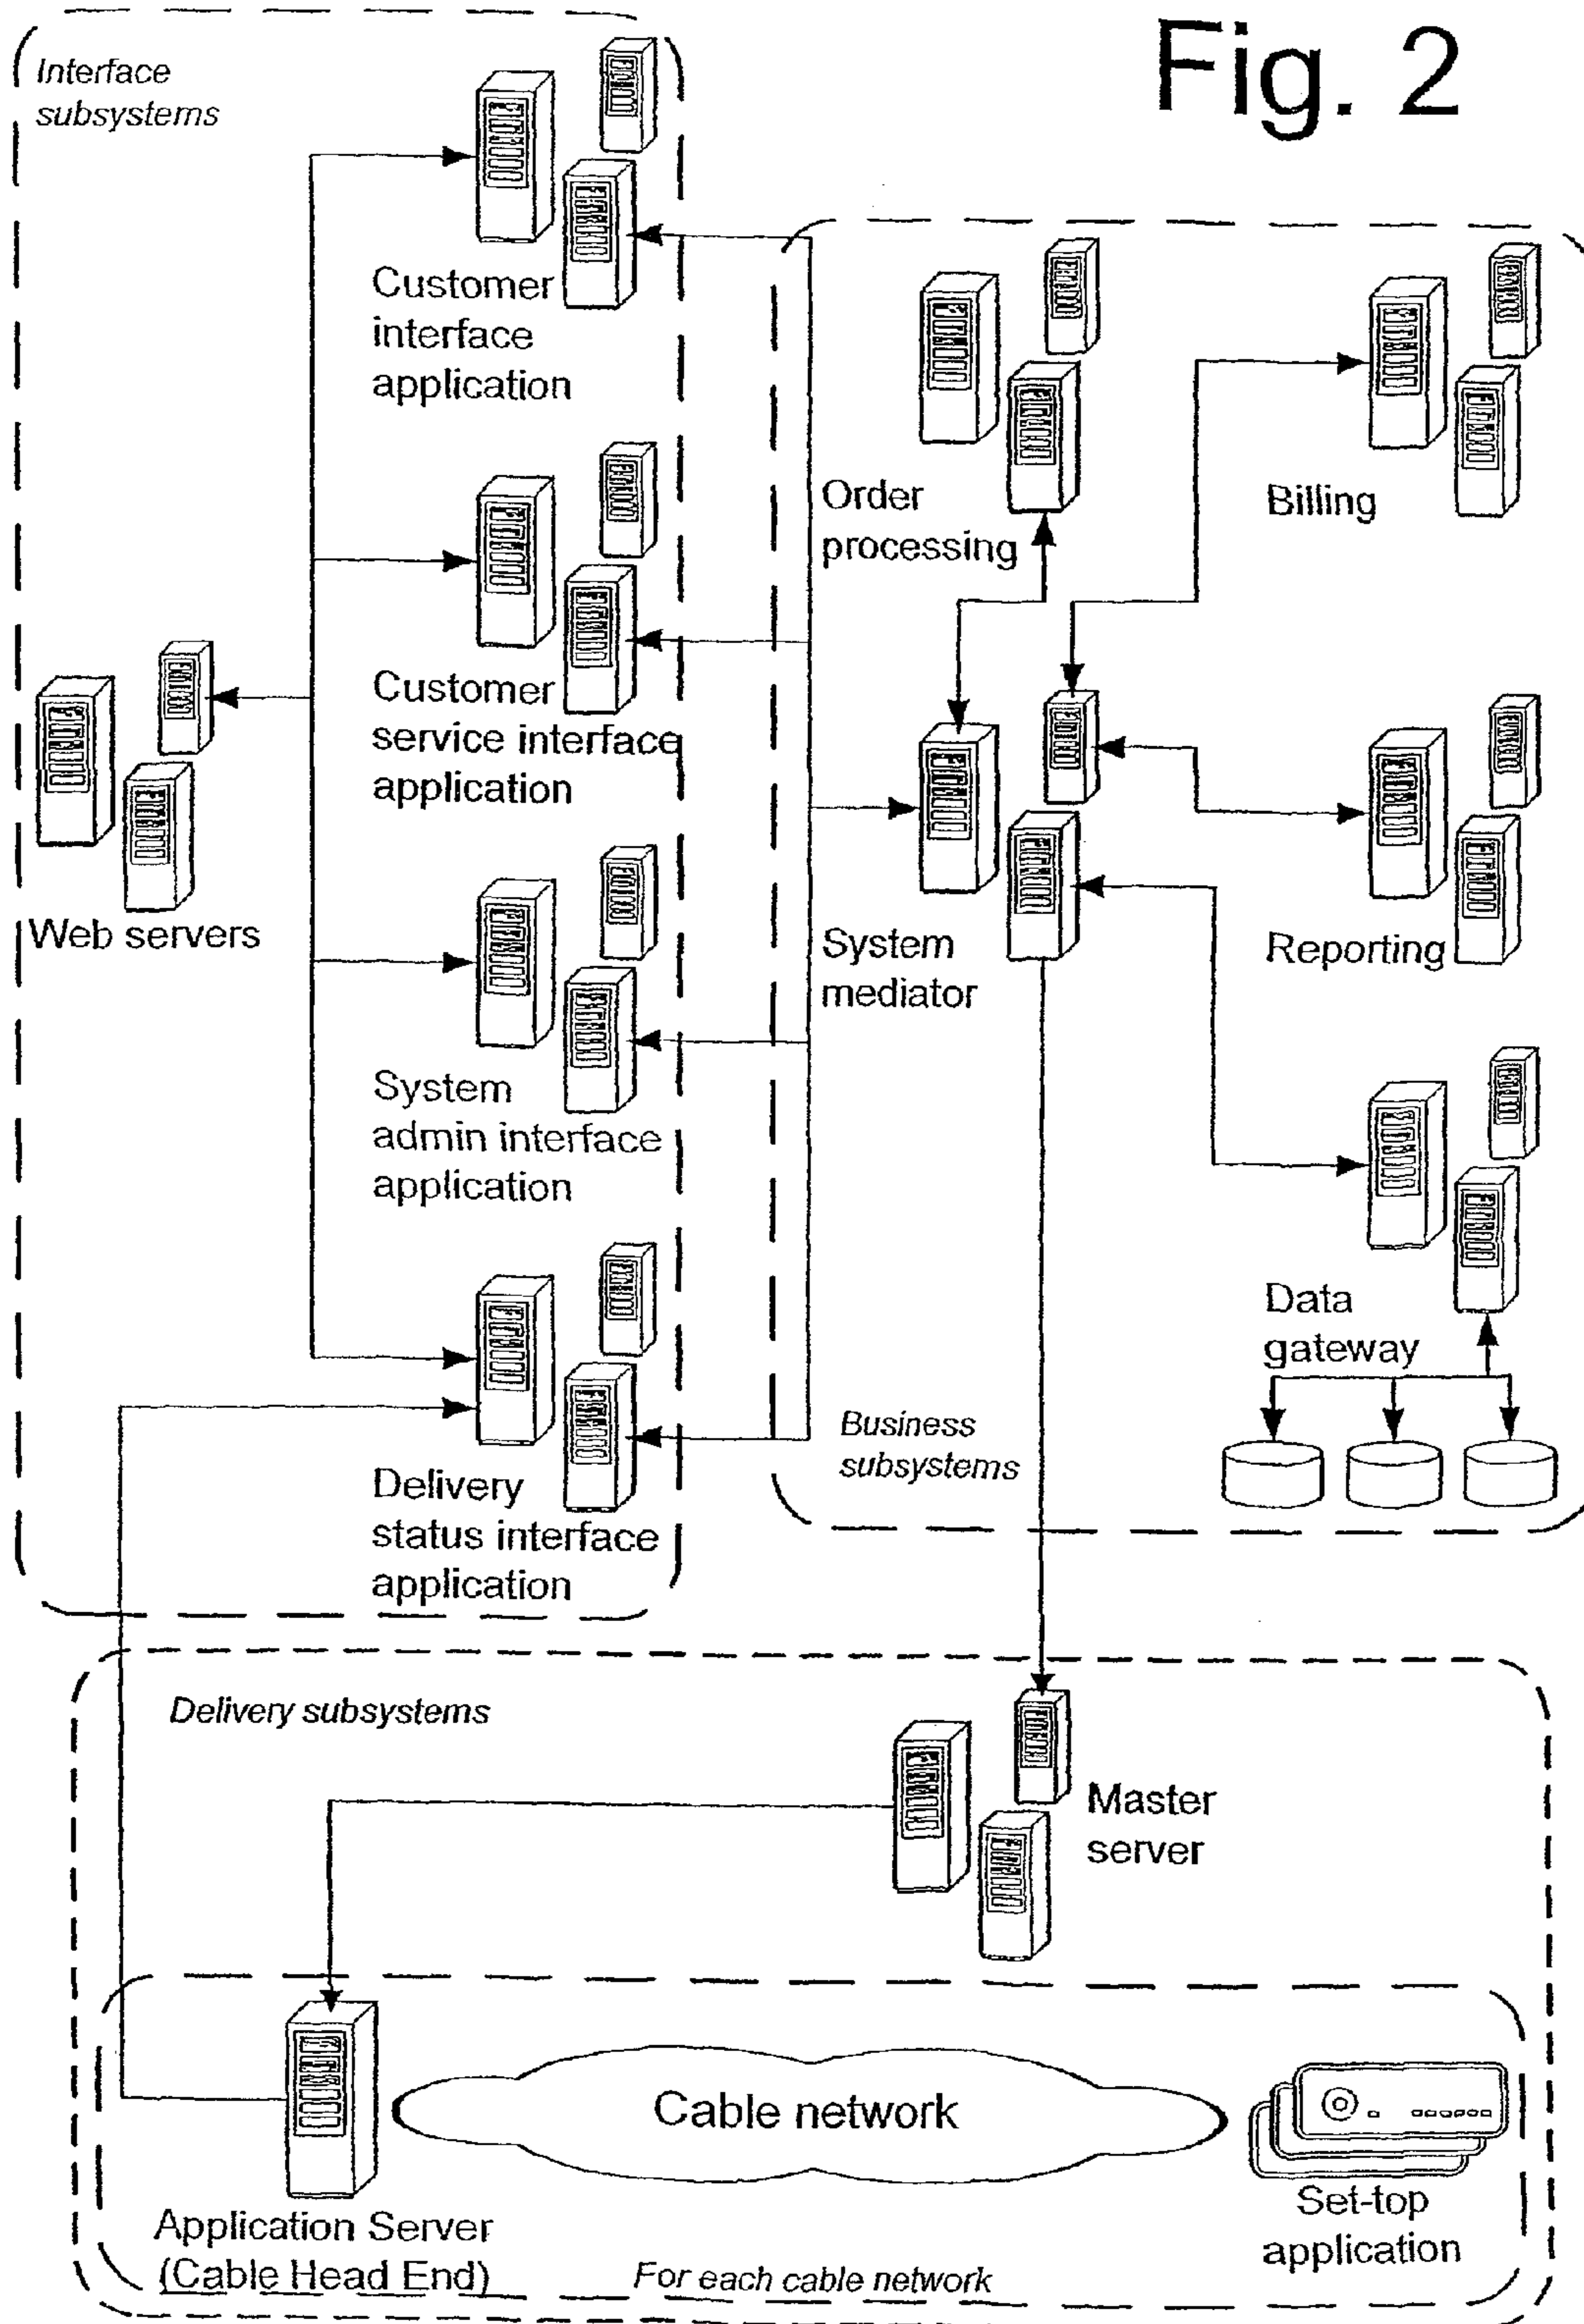 Fig. 2
Interface
subsystems
Customer
interface
application
Order
processing
Billing
Customer
service interface
application
Web servers
System
mediator
Reporting
System
admin interface
application
Data
gateway
Business
subsystems
Delivery
status interface
application
Delivery subsystems
Master
server
Cable network
Application Server
(Cable Head End)
Set-top
application
For each cable network